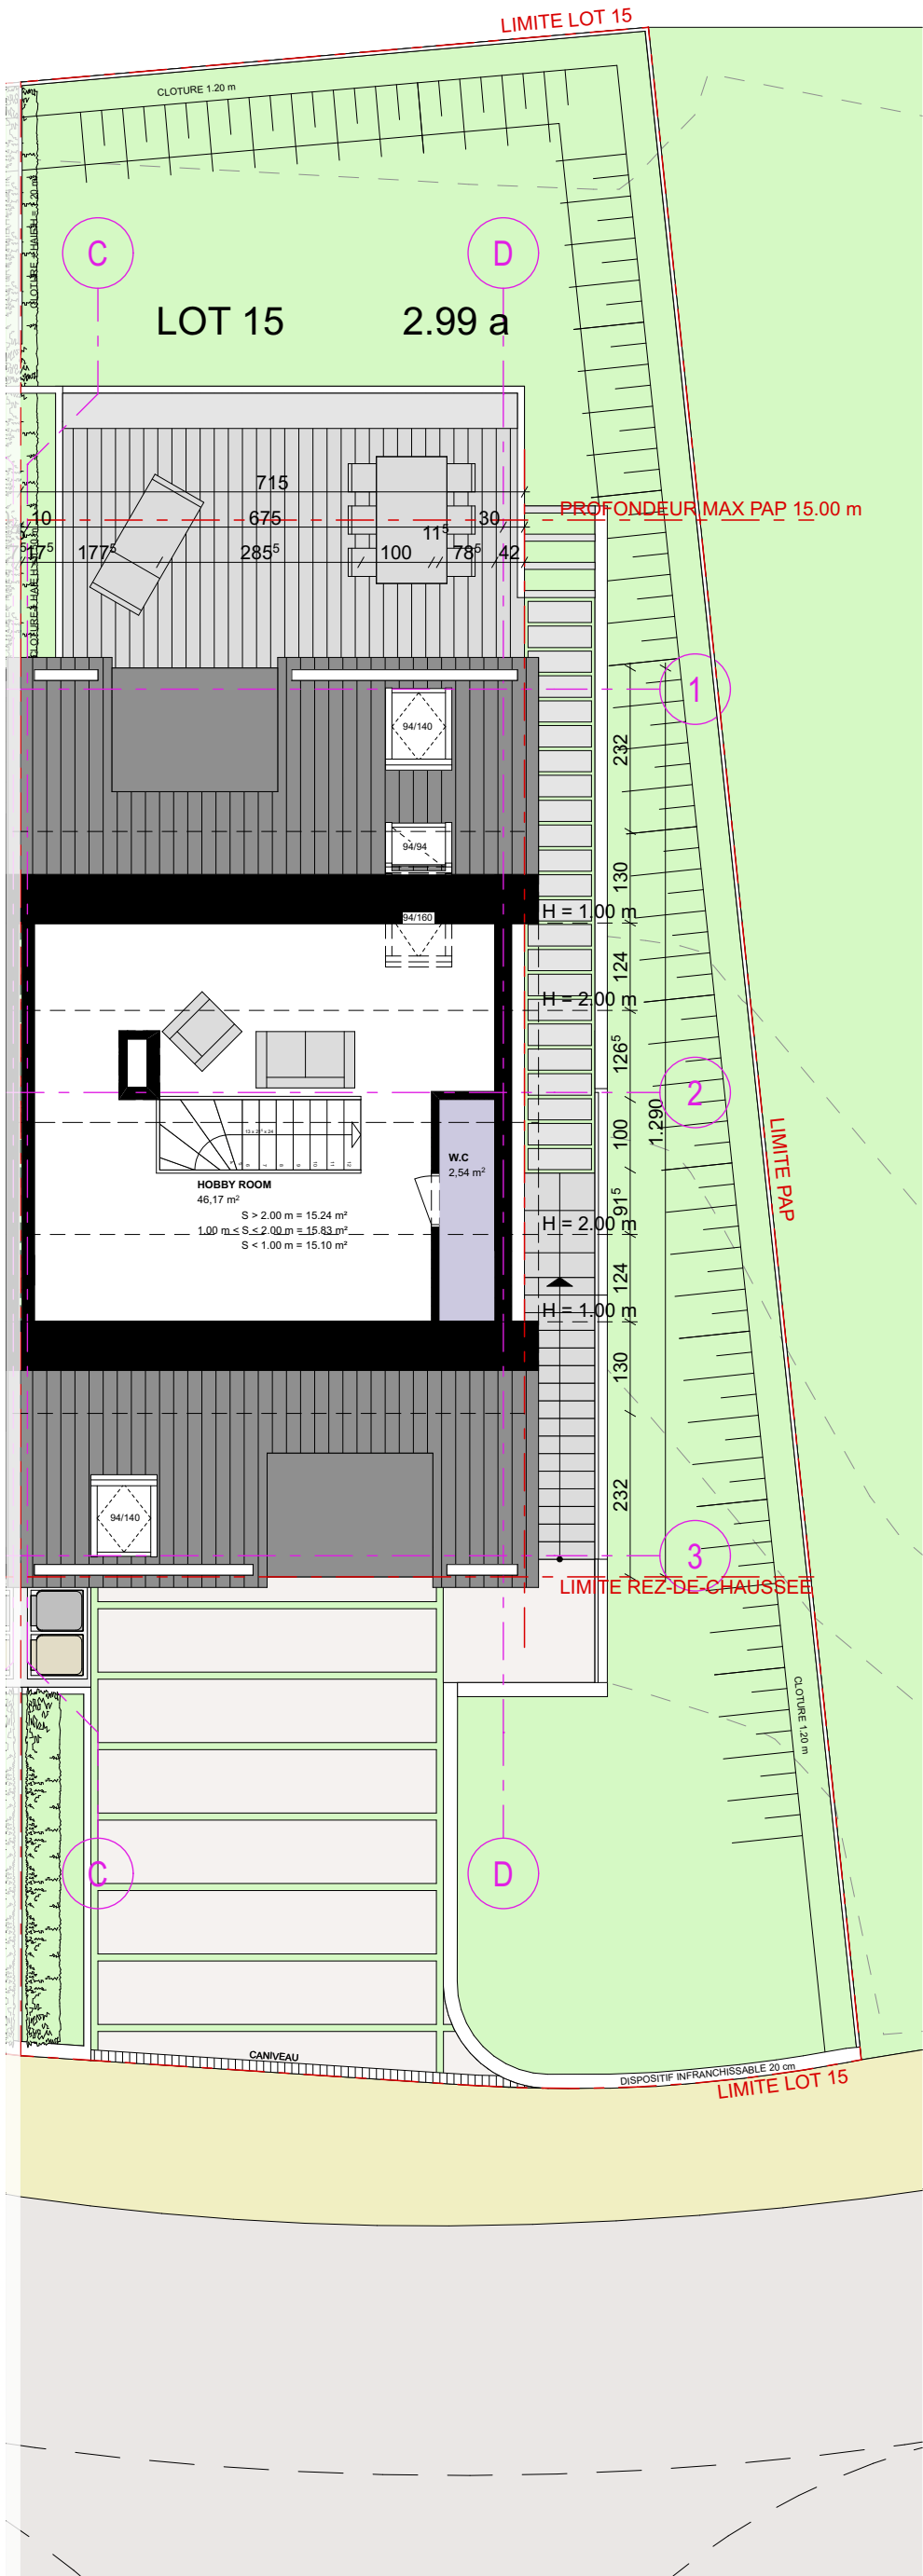 LIMITE LOT 15
CLOTURE 1.20 m
C
D
LOT 15 2.99 a
715
10 675 30
PROFONDEUR MAX PAP 15.00 m
17⁵ 177⁵ 285⁵ 100 11⁵ 78⁵ 42
1
94/140
232
94/94
130
H = 1.00 m
94/160
124
H = 2.00 m
126⁵
2
100
1.290
LIMITE PAP
W.C
2,54 m²
HOBBY ROOM
46,17 m²
S > 2.00 m = 15.24 m²
1.00 m < S < 2.00 m = 15.83 m²
S < 1.00 m = 15.10 m²
91⁵
H = 2.00 m
124
H = 1.00 m
130
232
94/140
3
LIMITE REZ-DE-CHAUSSEE
CLOTURE 1.20 m
C
D
CANIVEAU
DISPOSITIF INFRANCHISSABLE 20 cm
LIMITE LOT 15